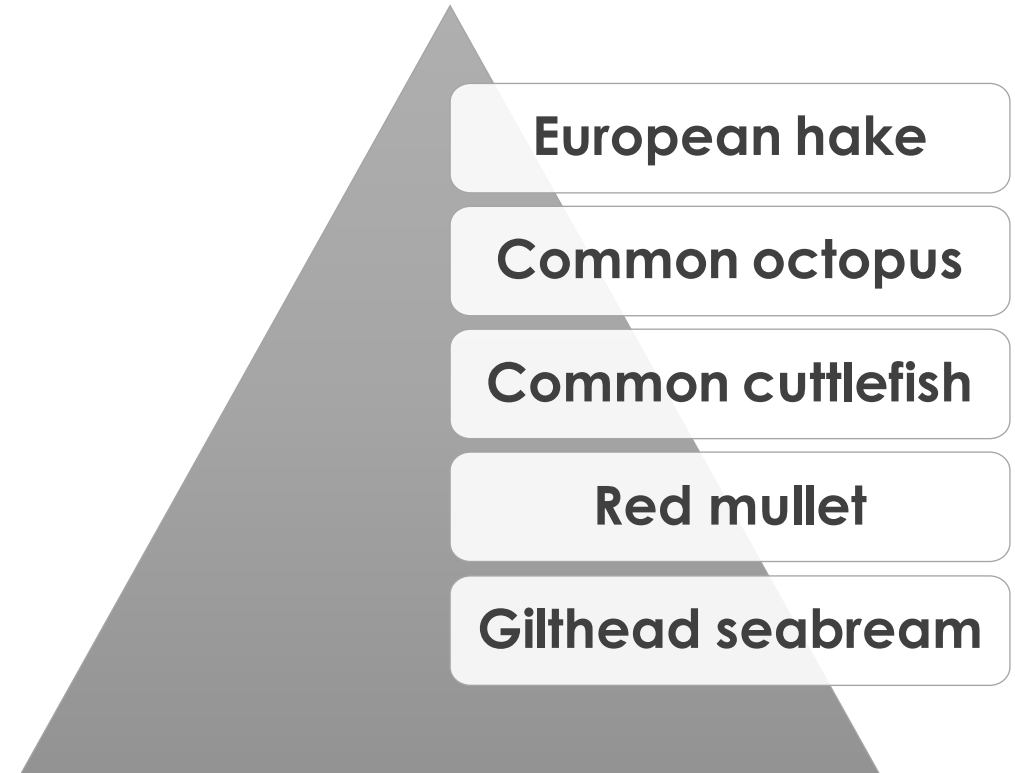 European hake
Common octopus
Common cuttlefish
Red mullet
Gilthead seabream